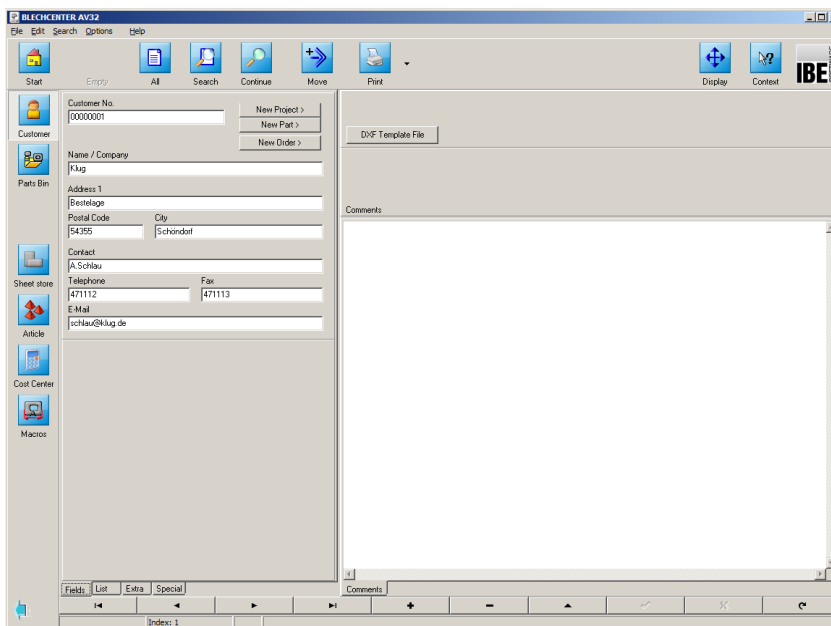 BLECHCENTER AV32
File Edit Search Options Help
Start Empty All Search Continue Move Print Display Context IBE
Customer
Parts Bin
Sheet store
Article
Cost Center
Macros
Customer No.
00000001
New Project >
New Part >
New Order >
Name / Company
Klug
Address 1
Bestelage
Postal Code City
54355 Schöndorf
Contact
A.Schlau
Telephone Fax
471112 471113
E-Mail
schlau@klug.de
DXF Template File
Comments
Fields List Extra Special
Comments
Index: 1